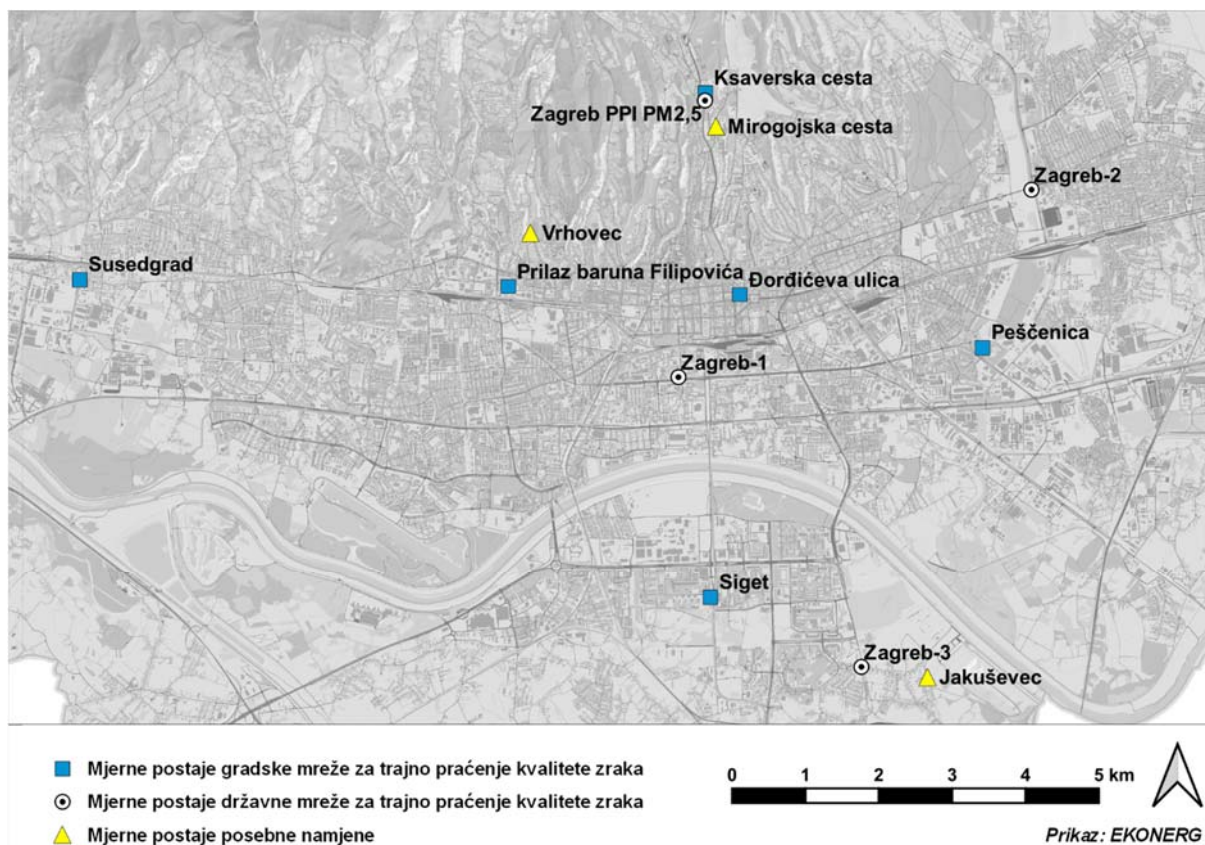 Ksaverska cesta
Zagreb PPI PM2,5
Mirogojska cesta
Zagreb-2
Vrhovec
Susedgrad
Prilaz baruna Filipovića
Đorđićeva ulica
Peščenica
Zagreb-1
Siget
Zagreb-3
Jakuševec
Mjerne postaje gradske mreže za trajno praćenje kvalitete zraka
Mjerne postaje državne mreže za trajno praćenje kvalitete zraka
Mjerne postaje posebne namjene
0 1 2 3 4 5 km
Prikaz: EKONERG